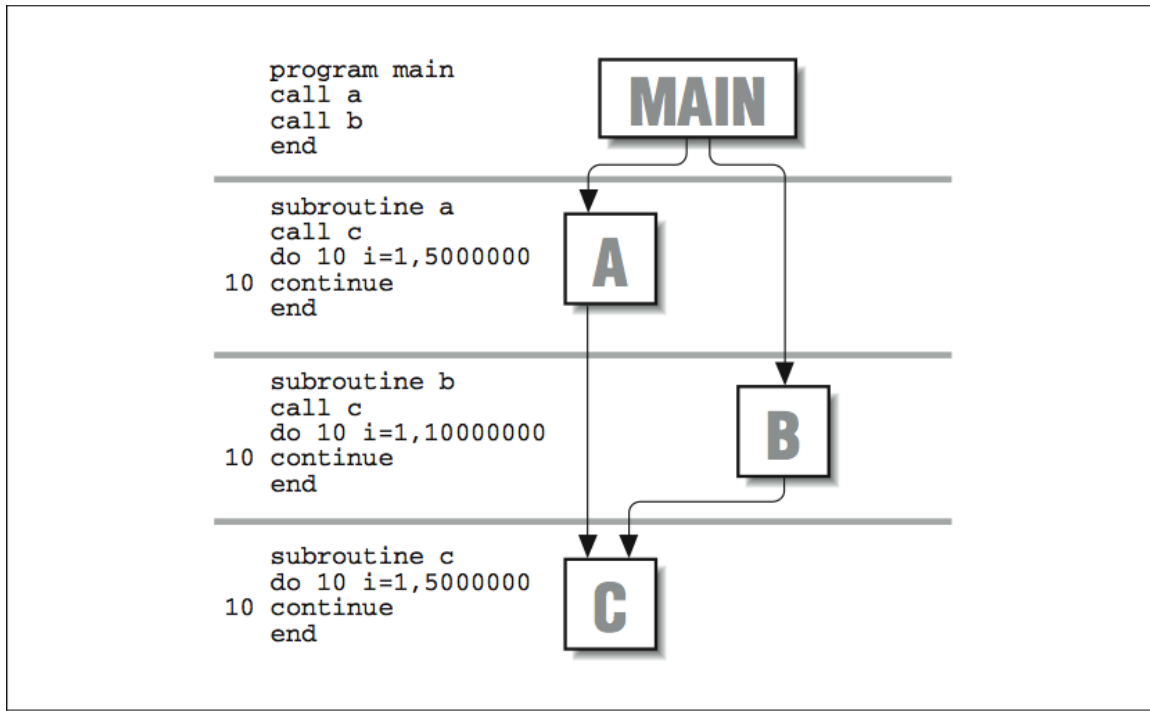 program main
call a
call b
end
MAIN
subroutine a
call c
do 10 i=1,5000000
10 continue
end
A
subroutine b
call c
do 10 i=1,10000000
10 continue
end
B
subroutine c
do 10 i=1,5000000
10 continue
end
C